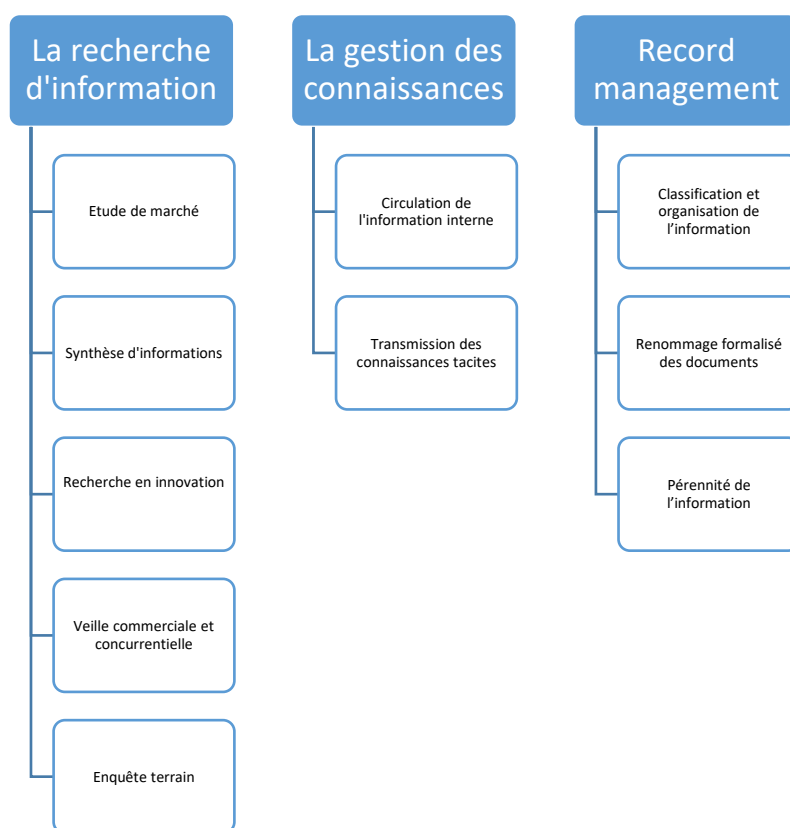 La recherche
d'information
Etude de marché
Synthèse d'informations
Recherche en innovation
Veille commerciale et
concurrentielle
Enquête terrain
La gestion des
connaissances
Circulation de
l'information interne
Transmission des
connaissances tacites
Record
management
Classification et
organisation de
l’information
Renommage formalisé
des documents
Pérennité de
l’information